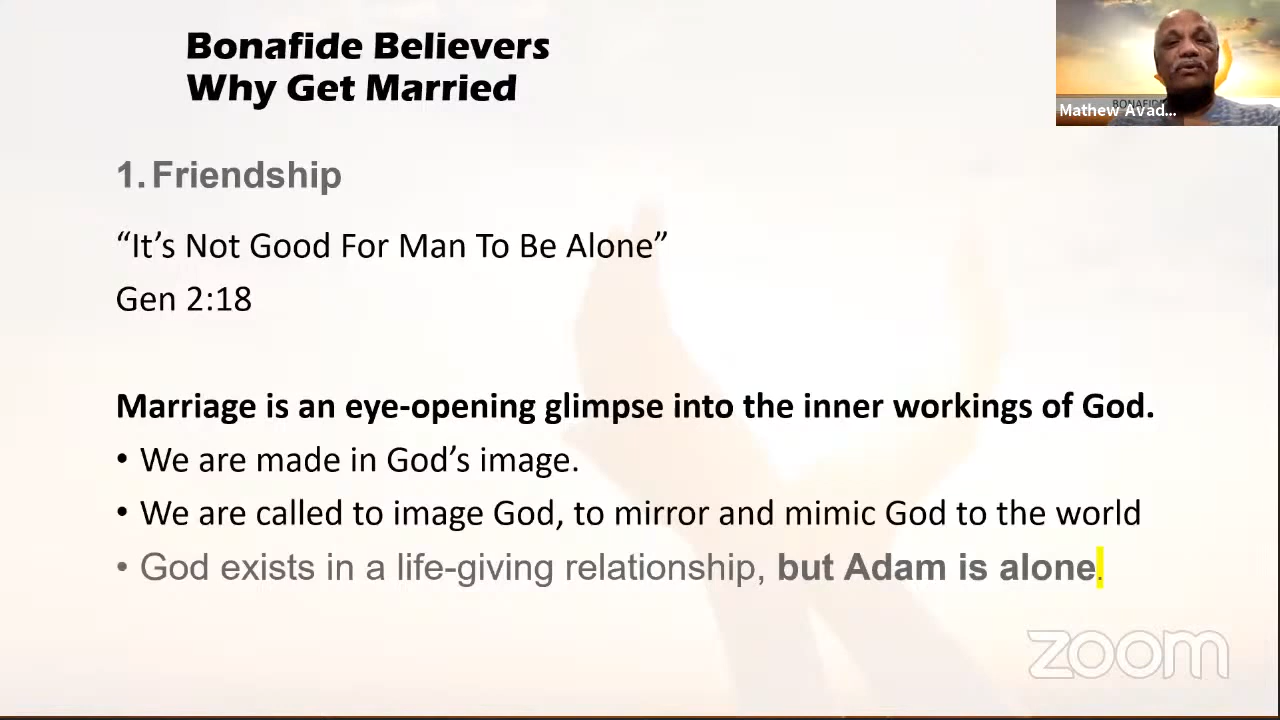 Bonafide Believers
Why Get Married
BONAFIDE
Mathew Avad...
1. Friendship
“It’s Not Good For Man To Be Alone”
Gen 2:18
Marriage is an eye-opening glimpse into the inner workings of God.
• We are made in God’s image.
• We are called to image God, to mirror and mimic God to the world
• God exists in a life-giving relationship, but Adam is alone.
zoom